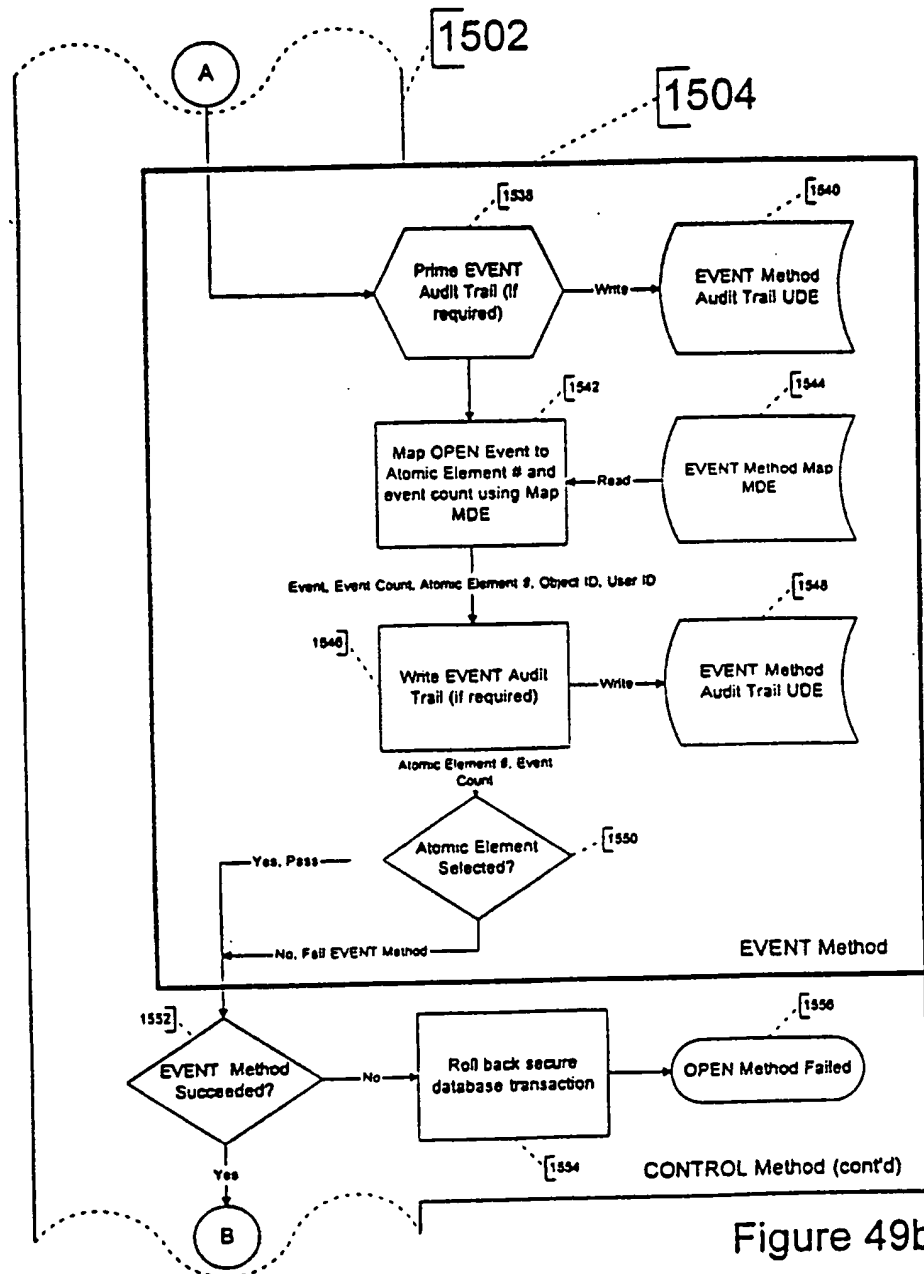 1502
A
1504
1538
1540
Prime EVENT
Audit Trail (if
required)
Write
EVENT Method
Audit Trail UDE
1542
1544
Map OPEN Event to
Atomic Element # and
event count using Map
MDE
Read
EVENT Method Map
MDE
Event, Event Count, Atomic Element #, Object ID, User ID
1546
1548
Write EVENT Audit
Trail (if required)
Write
EVENT Method
Audit Trail UDE
Atomic Element #, Event
Count
Atomic Element
Selected?
1550
Yes, Pass
No, Fail EVENT Method
EVENT Method
1552
1556
EVENT Method
Succeeded?
No
Roll back secure
database transaction
OPEN Method Failed
1554
Yes
CONTROL Method (cont'd)
B
Figure 49b